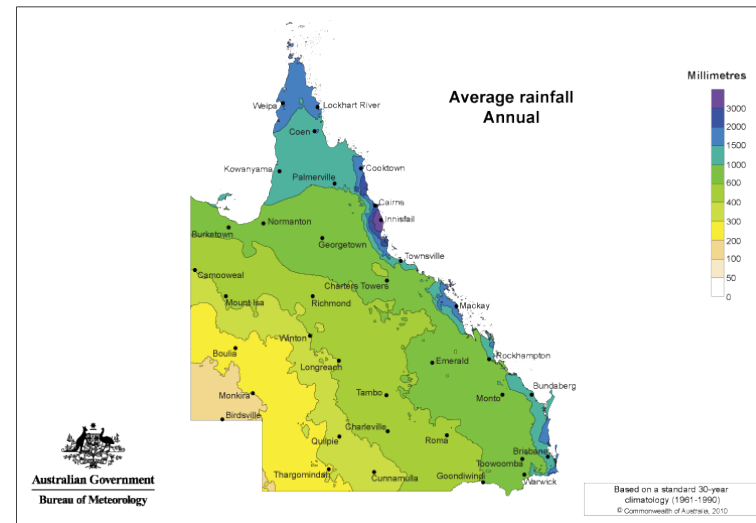 Average rainfall
Annual
Millimetres
3000
2000
1500
1000
600
400
300
200
100
50
0
Weipa
Lockhart River
Coen
Kowanyama
Cooktown
Palmerville
Cairns
Innisfail
Normanton
Burketown
Georgetown
Townsville
Camooweal
Charters Towers
Mount Isa
Richmond
Mackay
Winton
Boulia
Longreach
Emerald
Rockhampton
Monkira
Tambo
Monto
Bundaberg
Birdsville
Charleville
Quilpie
Roma
Brisbane
Toowoomba
Thargomindah
Cunnamulla
Goondiwindi
Warwick
Australian Government
Bureau of Meteorology
Based on a standard 30-year
climatology (1961-1990)
© Commonwealth of Australia, 2010